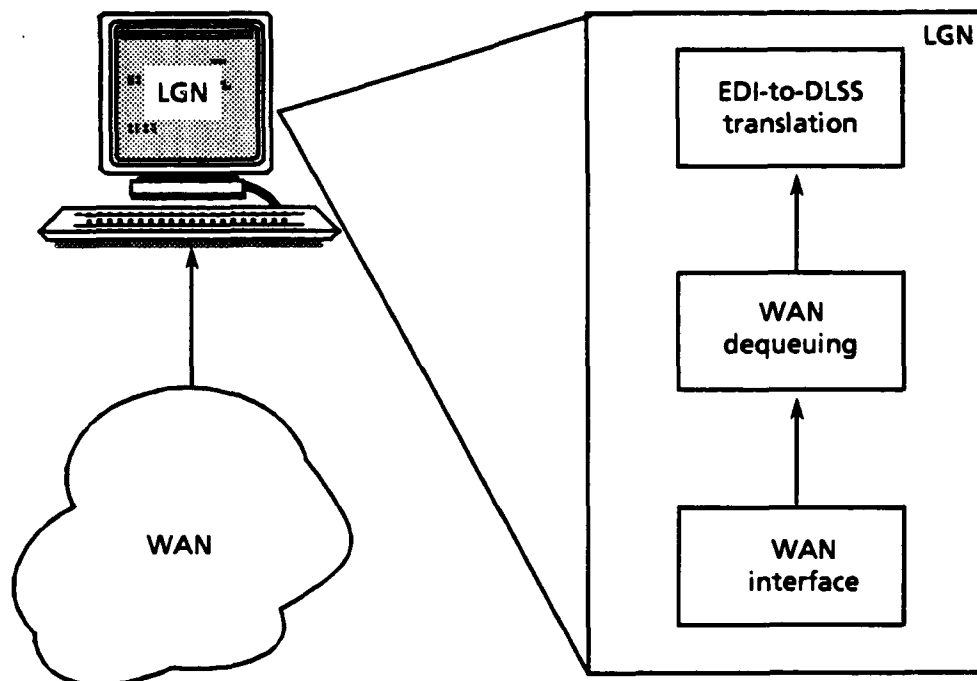 LGN
WAN
LGN
EDI-to-DLSS
translation
WAN
dequeuing
WAN
interface